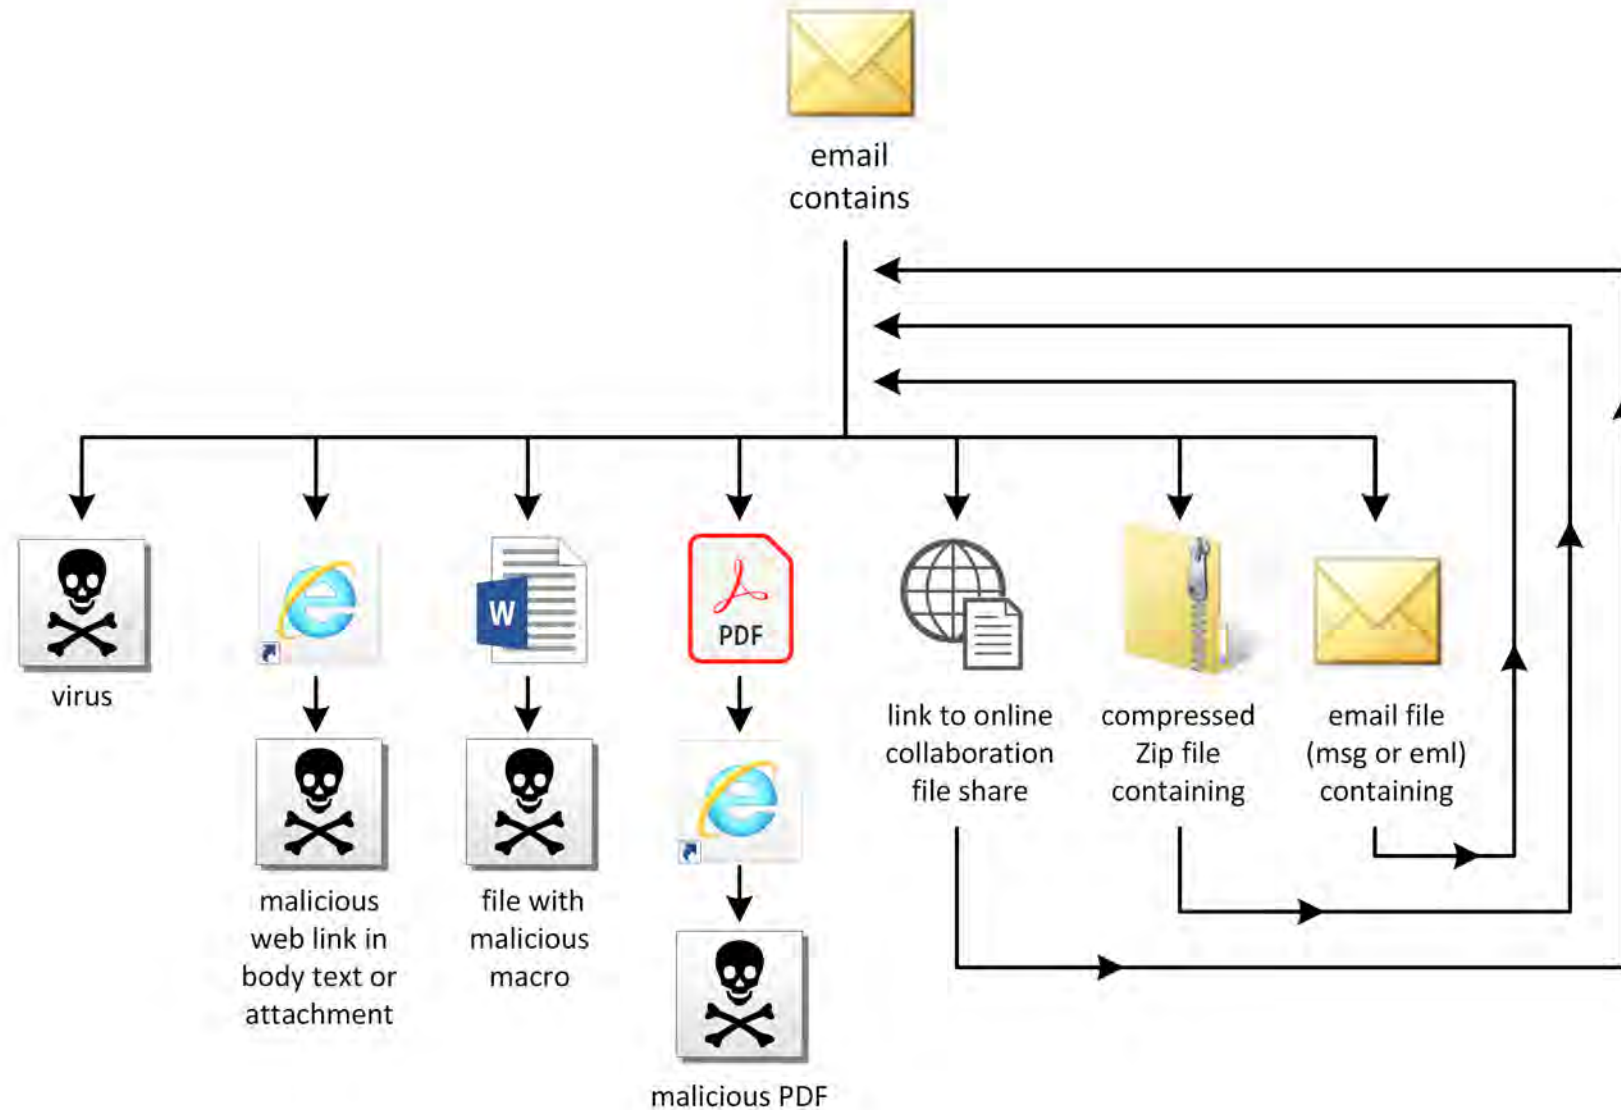 email
contains
W
PDF
virus
link to online
collaboration
file share
compressed
Zip file
containing
email file
(msg or eml)
containing
malicious
web link in
body text or
attachment
file with
malicious
macro
malicious PDF